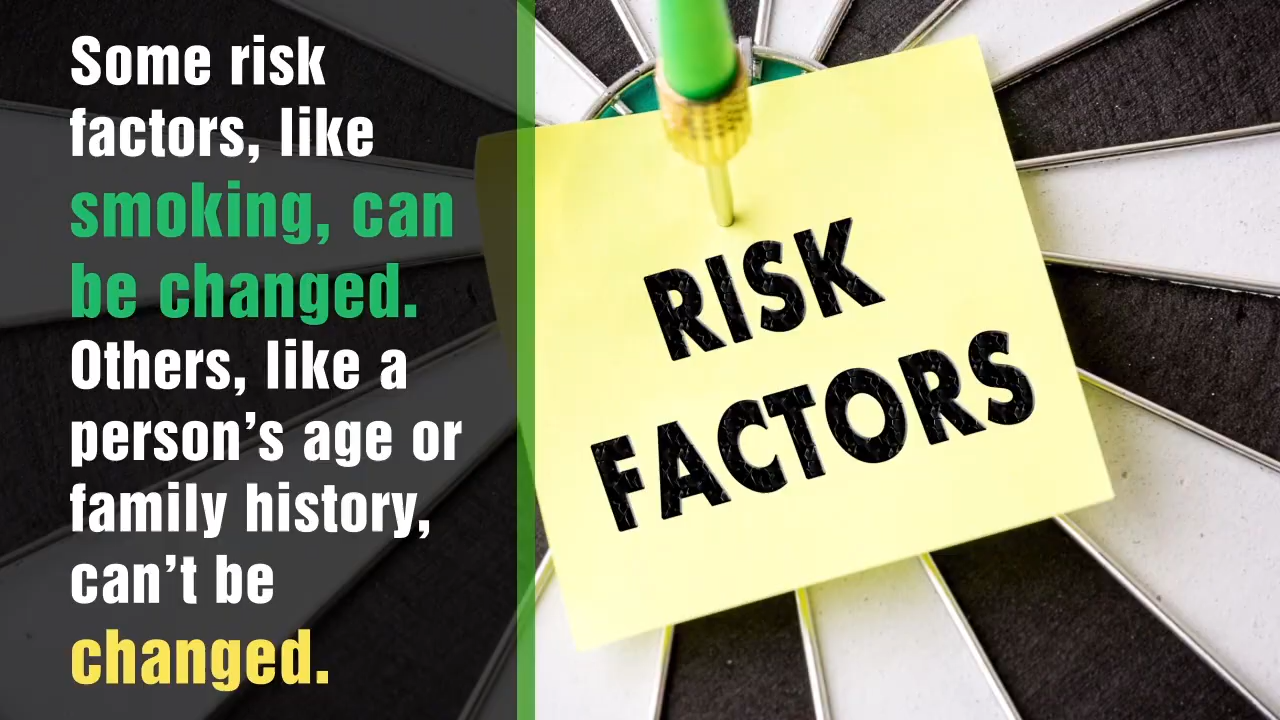 Some risk
factors, like
smoking, can
be changed.
Others, like a
person’s age or
family history,
can’t be
changed.
RISK
FACTORS